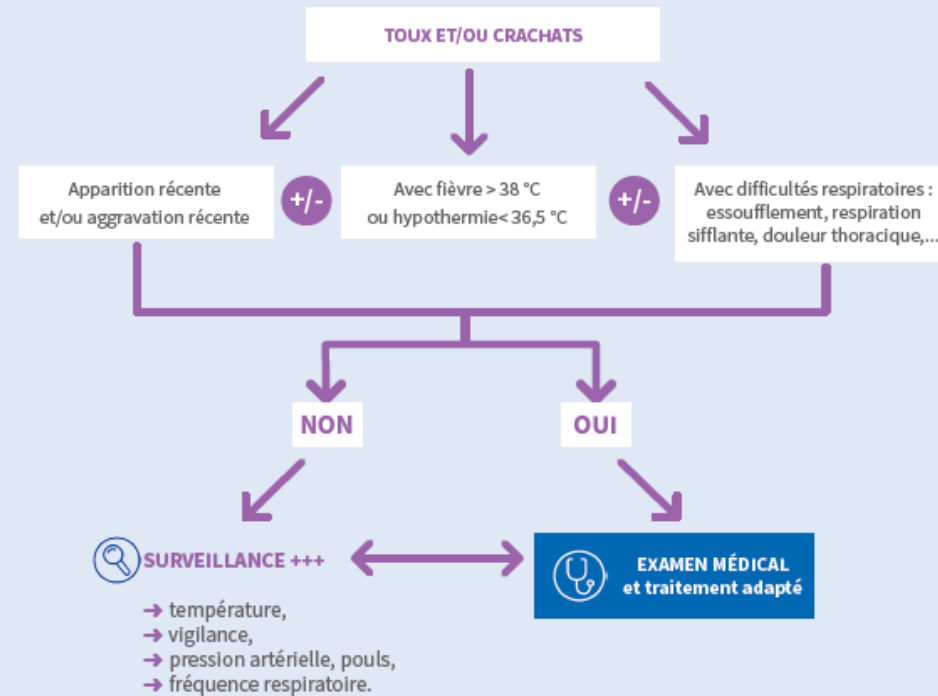 TOUX ET/OU CRACHATS
Apparition récente
et/ou aggravation récente
+/-
Avec fièvre > 38 °C
ou hypothermie< 36,5 °C
+/-
Avec difficultés respiratoires :
essoufflement, respiration
sifflante, douleur thoracique,...
NON
OUI
SURVEILLANCE +++
➔ température,
➔ vigilance,
➔ pression artérielle, pouls,
➔ fréquence respiratoire.
EXAMEN MÉDICAL
et traitement adapté